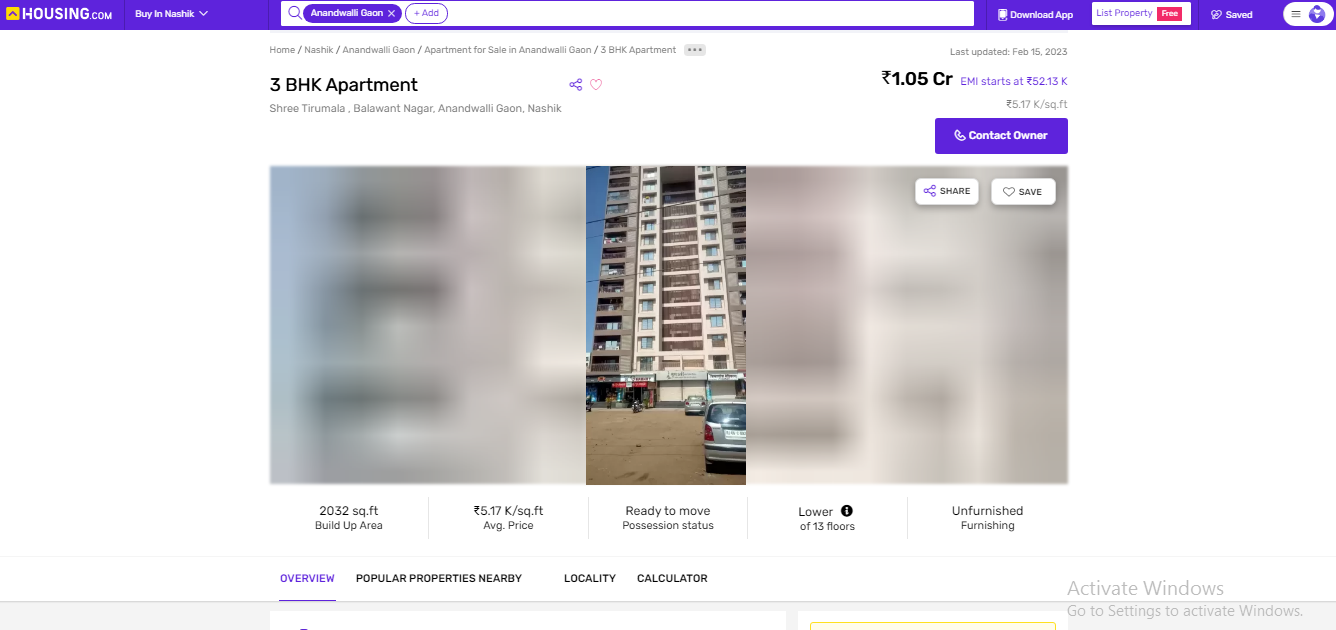 HOUSING.COM
Buy In Nashik
Anandwalli Gaon
+ Add
Download App
List Property Free
Saved
Home / Nashik / Anandwalli Gaon / Apartment for Sale in Anandwalli Gaon / 3 BHK Apartment
Last updated: Feb 15, 2023
3 BHK Apartment
₹1.05 Cr EMI starts at ₹52.13 K
Shree Tirumala , Balawant Nagar, Anandwalli Gaon, Nashik
₹5.17 K/sq.ft
Contact Owner
SHARE
SAVE
2032 sq.ft
Build Up Area
₹5.17 K/sq.ft
Avg. Price
Ready to move
Possession status
Lower
of 13 floors
Unfurnished
Furnishing
OVERVIEW
POPULAR PROPERTIES NEARBY
LOCALITY
CALCULATOR
Activate Windows
Go to Settings to activate Windows.